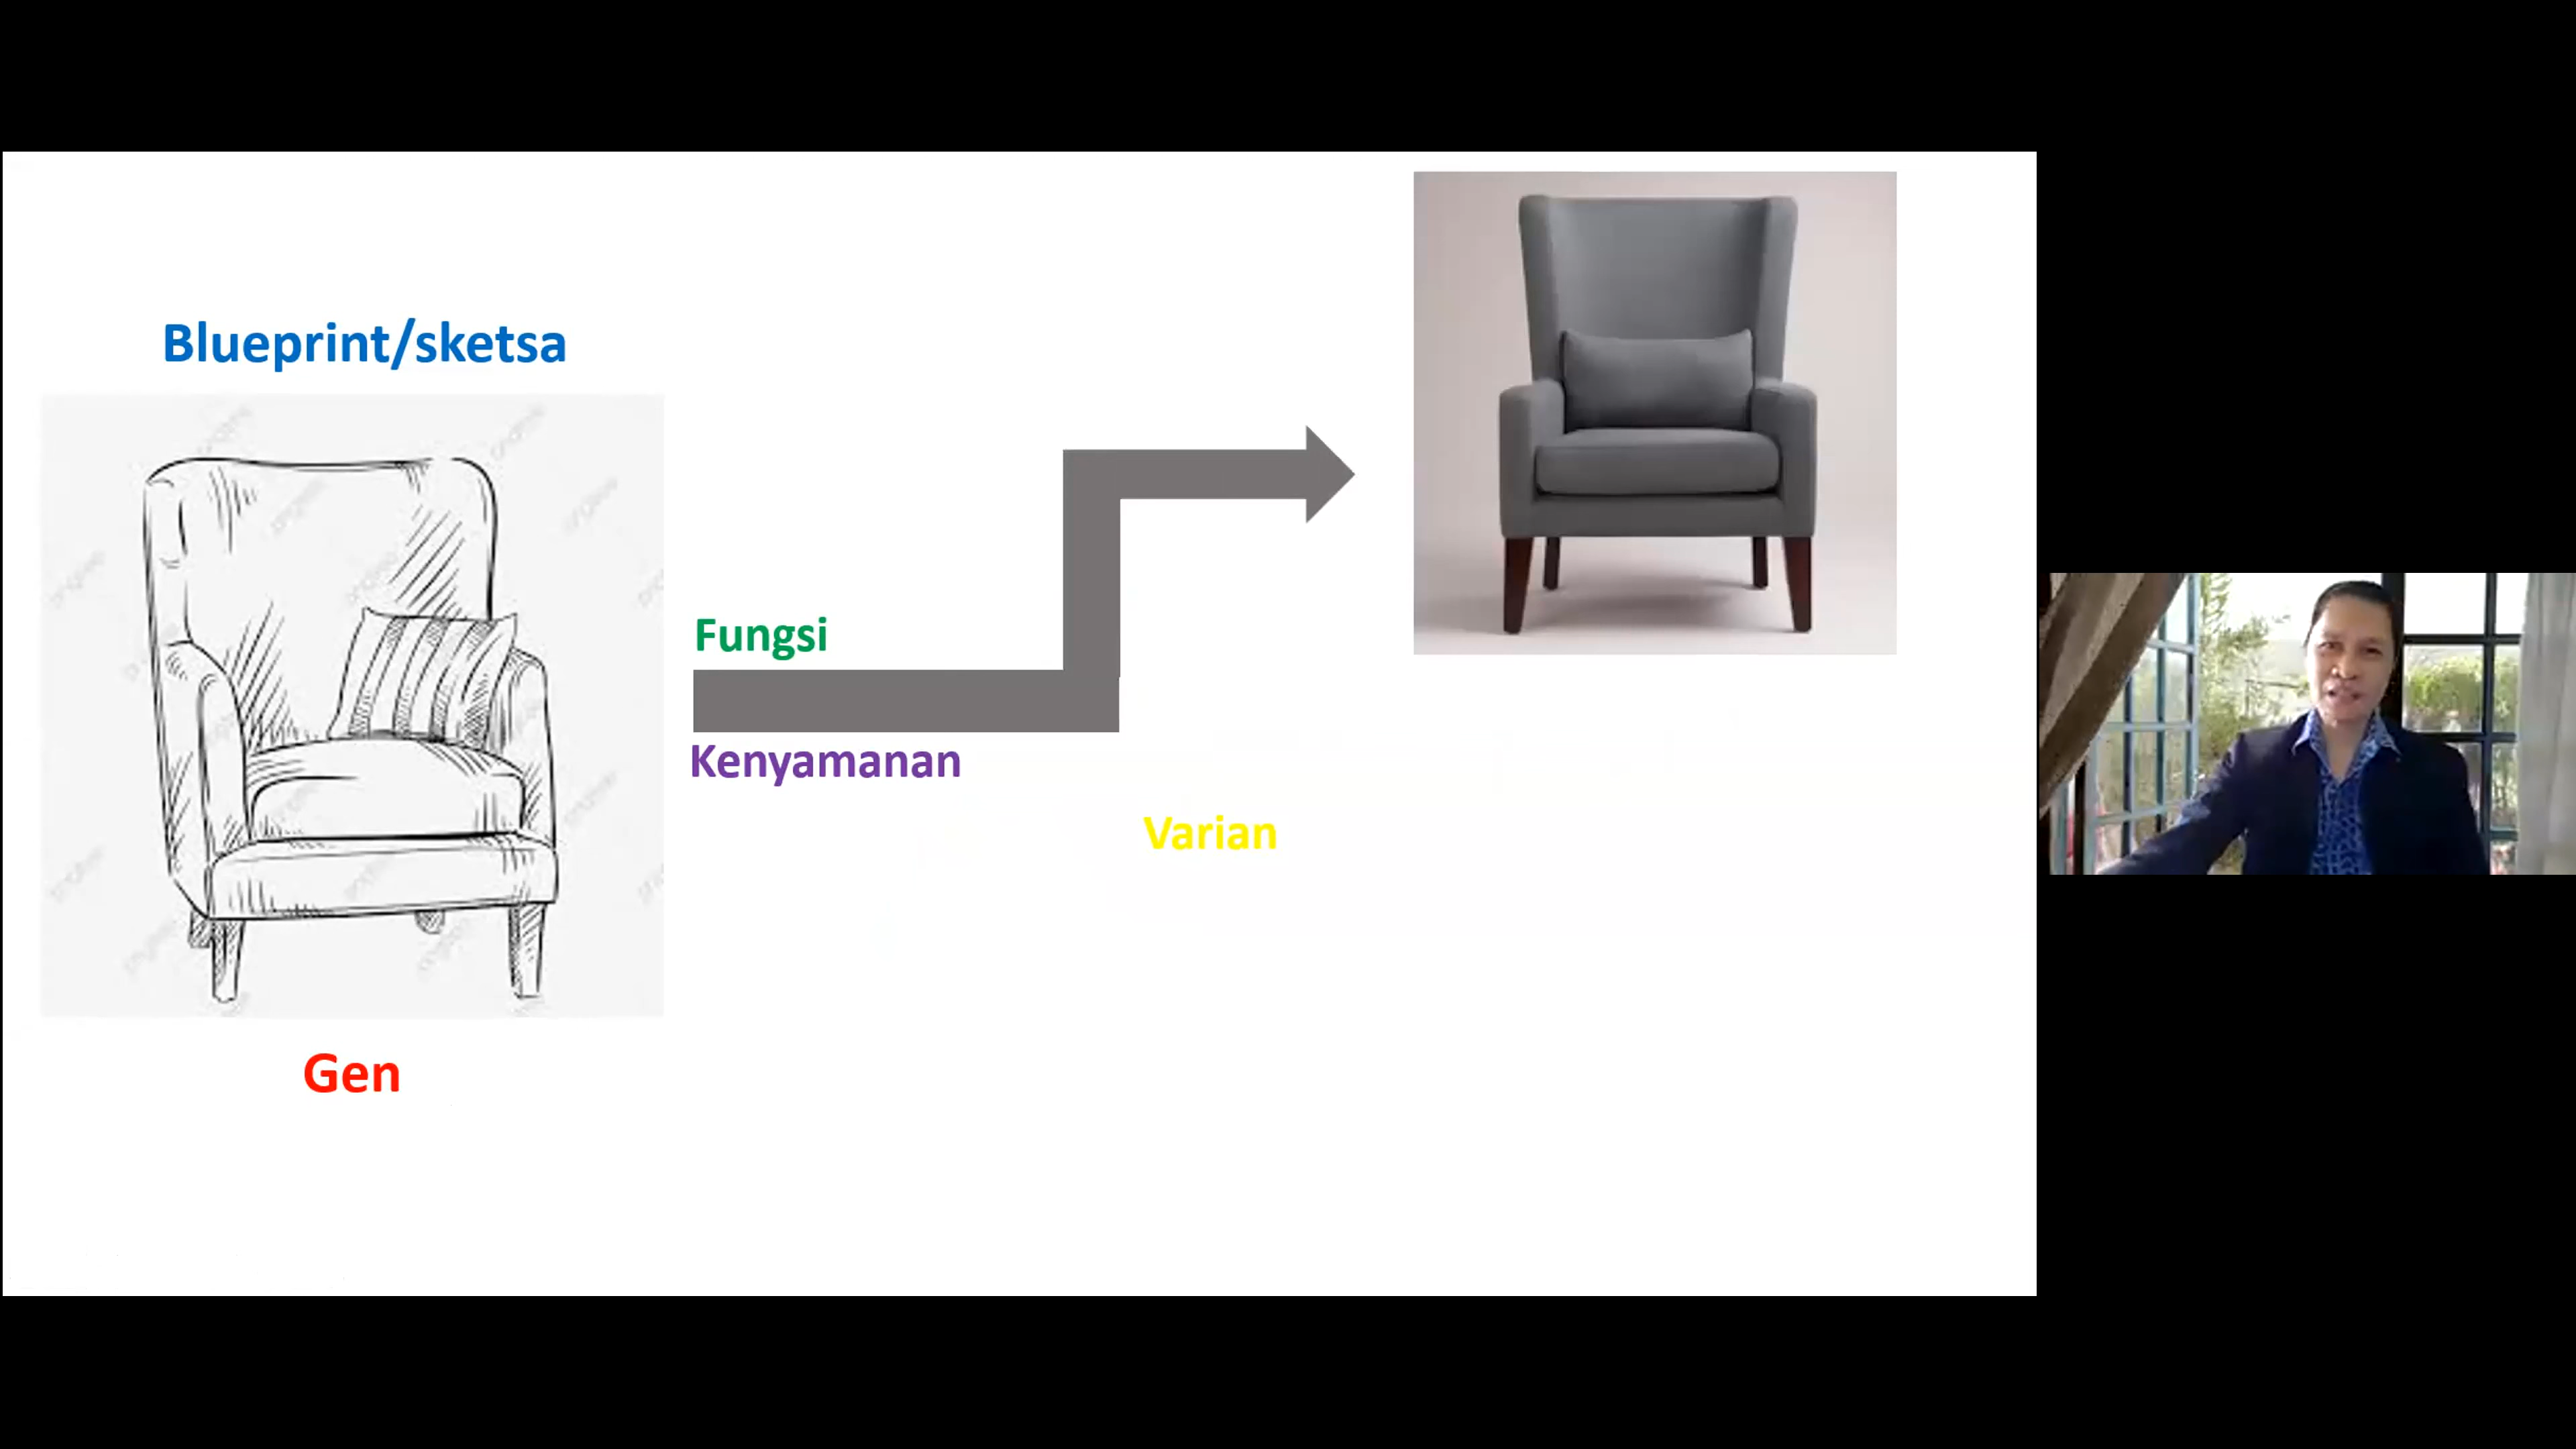 Blueprint/sketsa
Fungsi
Kenyamanan
Varian
Gen